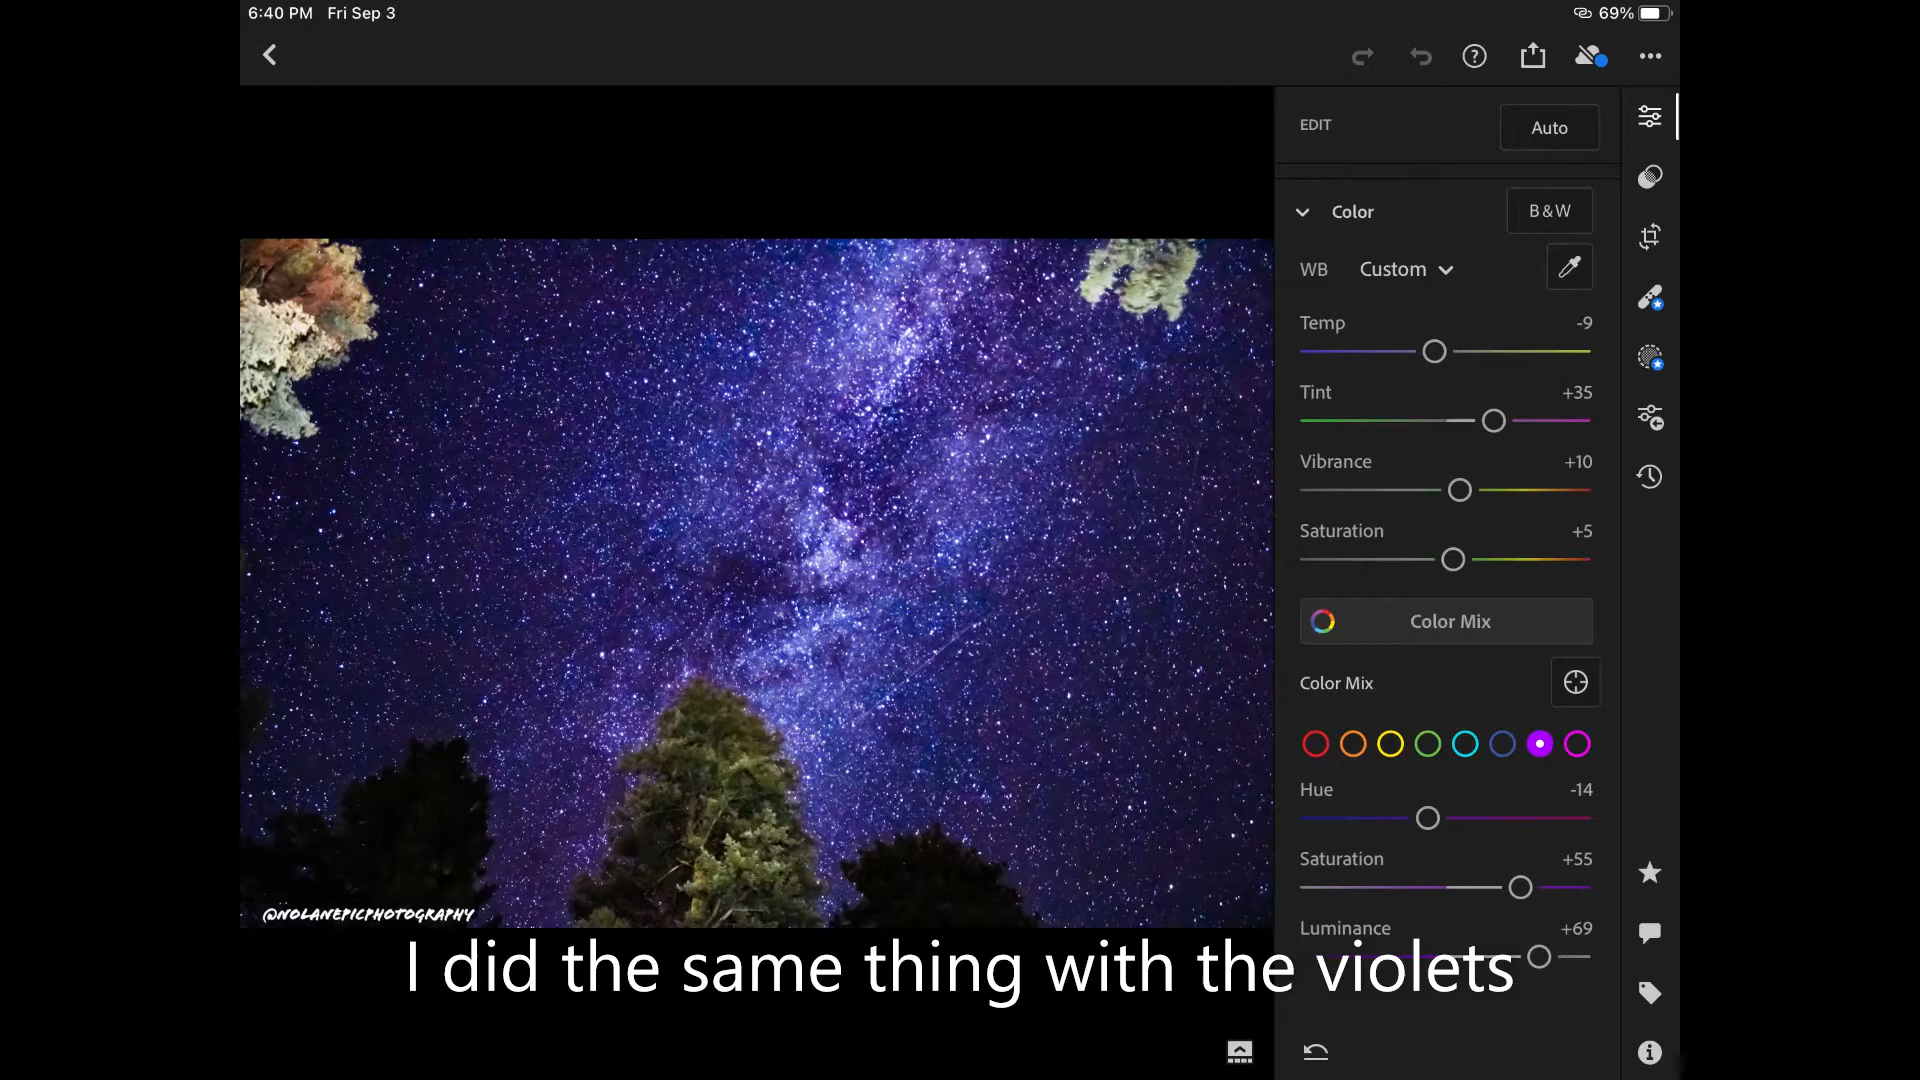 6:40 PM Fri Sep 3
69%
EDIT
Auto
Color
B & W
WB Custom
Temp -9
Tint +35
Vibrance +10
Saturation +5
Color Mix
Color Mix
Hue -14
Saturation +55
Luminance +69
@NOLANEPICPHOTOGRAPHY
I did the same thing with the violets